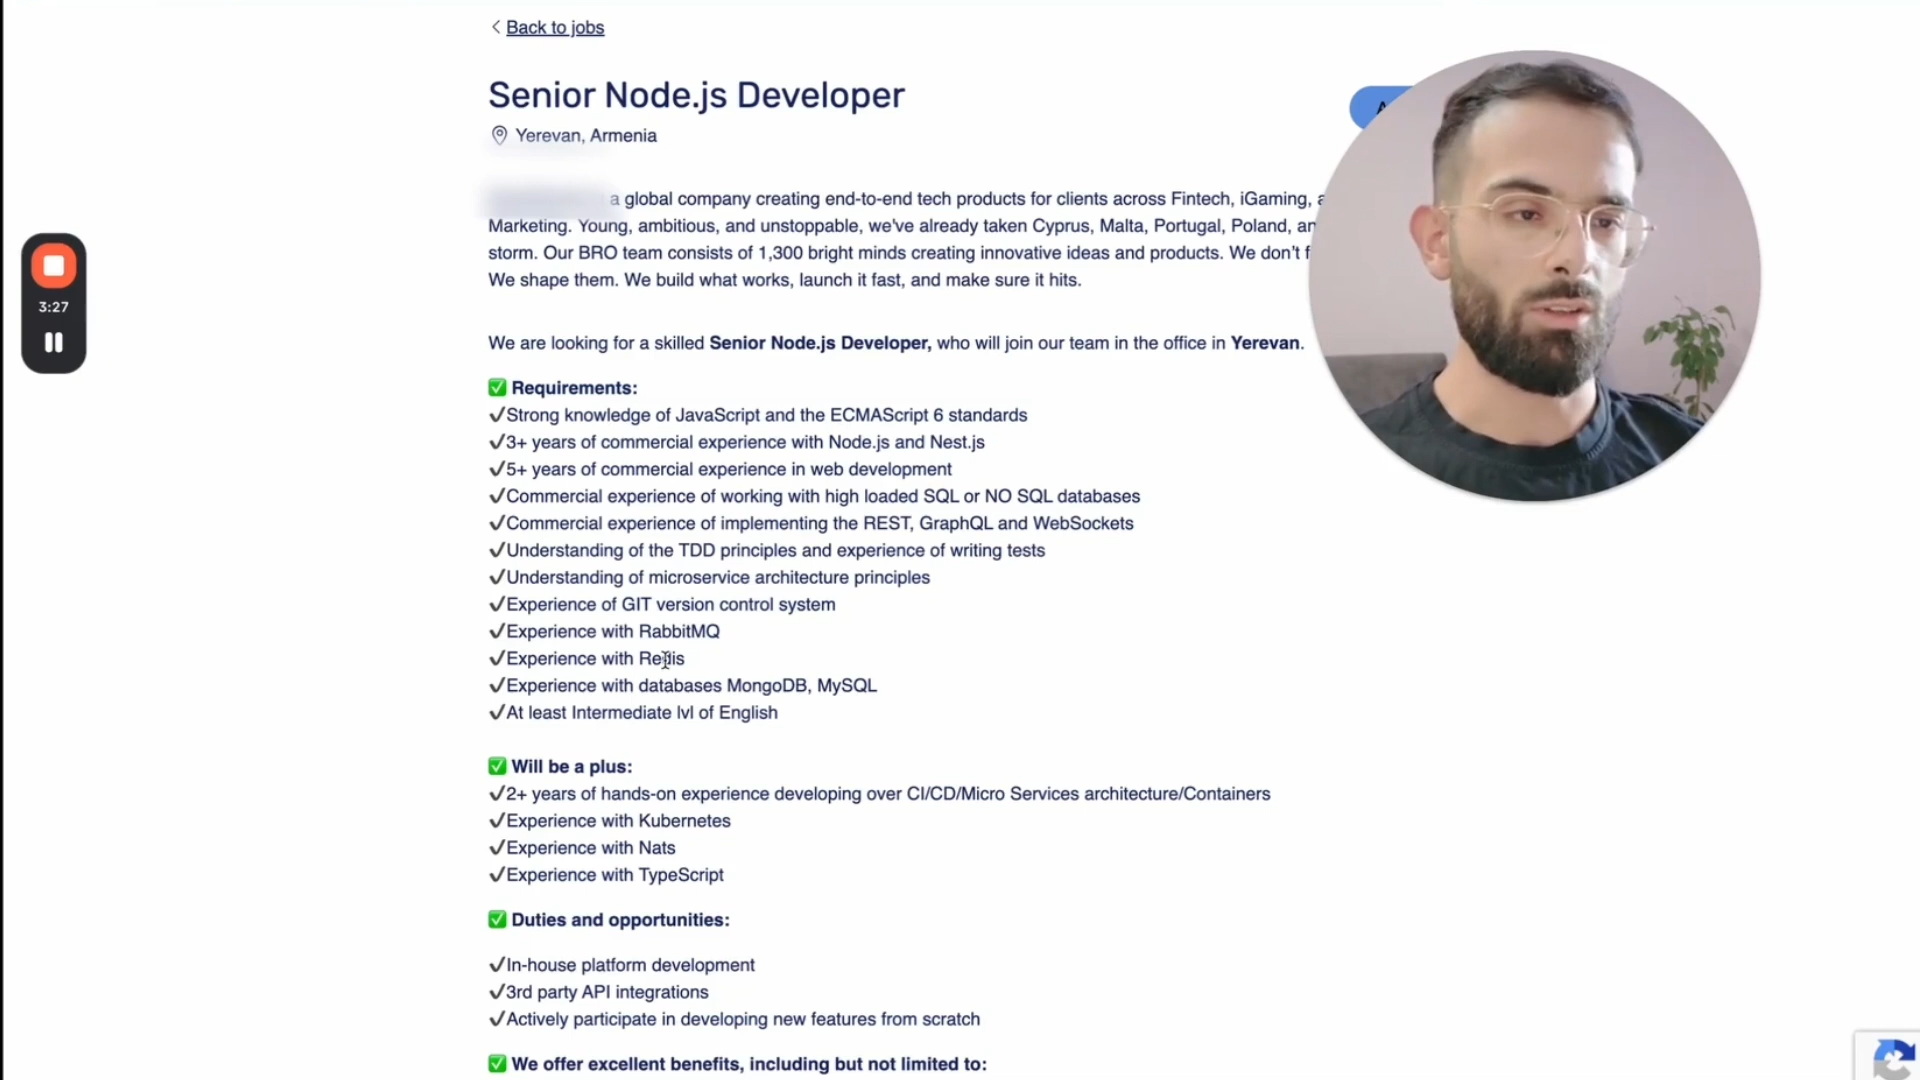 Back to jobs
Senior Node.js Developer
Yerevan, Armenia
a global company creating end-to-end tech products for clients across Fintech, iGaming,
Marketing. Young, ambitious, and unstoppable, we've already taken Cyprus, Malta, Portugal, Poland,
storm. Our BRO team consists of 1,300 bright minds creating innovative ideas and products. We don't
We shape them. We build what works, launch it fast, and make sure it hits.
3:27
We are looking for a skilled Senior Node.js Developer, who will join our team in the office in Yerevan.
✅ Requirements:
✔Strong knowledge of JavaScript and the ECMAScript 6 standards
✔3+ years of commercial experience with Node.js and Nest.js
✔5+ years of commercial experience in web development
✔Commercial experience of working with high loaded SQL or NO SQL databases
✔Commercial experience of implementing the REST, GraphQL and WebSockets
✔Understanding of the TDD principles and experience of writing tests
✔Understanding of microservice architecture principles
✔Experience of GIT version control system
✔Experience with RabbitMQ
✔Experience with Redis
✔Experience with databases MongoDB, MySQL
✔At least Intermediate lvl of English
✅ Will be a plus:
✔2+ years of hands-on experience developing over CI/CD/Micro Services architecture/Containers
✔Experience with Kubernetes
✔Experience with Nats
✔Experience with TypeScript
✅ Duties and opportunities:
✔In-house platform development
✔3rd party API integrations
✔Actively participate in developing new features from scratch
✅ We offer excellent benefits, including but not limited to: